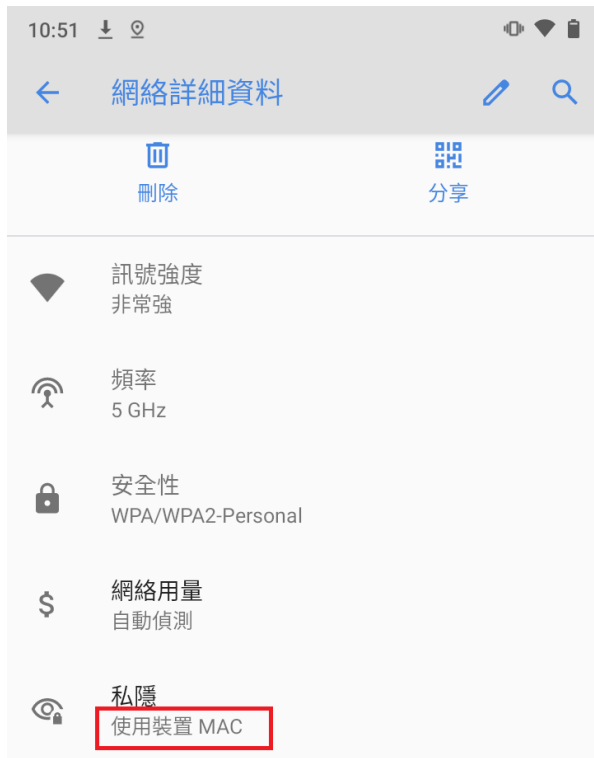 10:51
網絡詳細資料
刪除
分享
訊號強度
非常強
頻率
5 GHz
安全性
WPA/WPA2-Personal
網絡用量
自動偵測
私隱
使用裝置 MAC